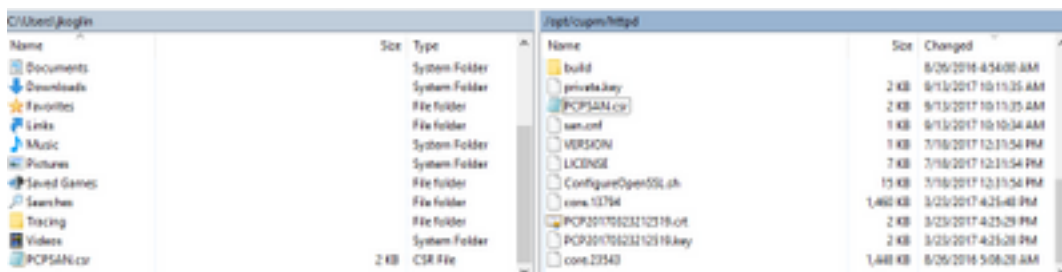 C:\Users\jkoglin
Name Size Type
Documents System Folder
Downloads System Folder
Favorites File folder
Links File folder
Music System Folder
Pictures System Folder
Saved Games File folder
Searches File folder
Tracing File folder
Videos System Folder
PCPSAN.csr 2 KB CSR File
/opt/cupm/httpd
Name Size Changed
build 8/26/2016 4:54:00 AM
private.key 2 KB 9/13/2017 10:11:35 AM
PCPSAN.csr 2 KB 9/13/2017 10:11:35 AM
san.cnf 1 KB 9/13/2017 10:10:34 AM
VERSION 1 KB 7/18/2017 12:31:54 PM
LICENSE 7 KB 7/18/2017 12:31:54 PM
ConfigureOpenSSL.sh 15 KB 7/18/2017 12:31:54 PM
core.13794 1,460 KB 3/23/2017 4:25:48 PM
PCP20170323212519.crt 2 KB 3/23/2017 4:25:29 PM
PCP20170323212519.key 2 KB 3/23/2017 4:25:28 PM
core.23543 1,448 KB 8/26/2016 5:08:28 AM